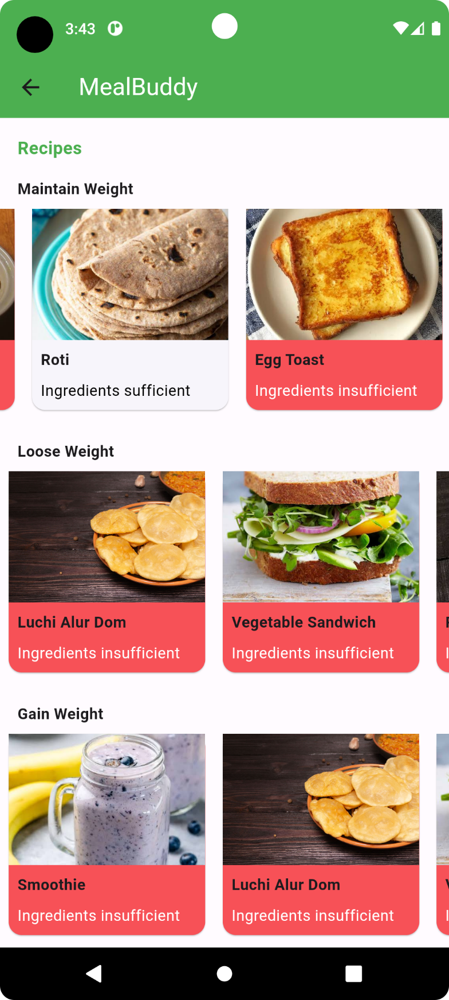 3:43
MealBuddy
Recipes
Maintain Weight
Roti
Ingredients sufficient
Egg Toast
Ingredients insufficient
Loose Weight
Luchi Alur Dom
Ingredients insufficient
Vegetable Sandwich
Ingredients insufficient
Gain Weight
Smoothie
Ingredients insufficient
Luchi Alur Dom
Ingredients insufficient